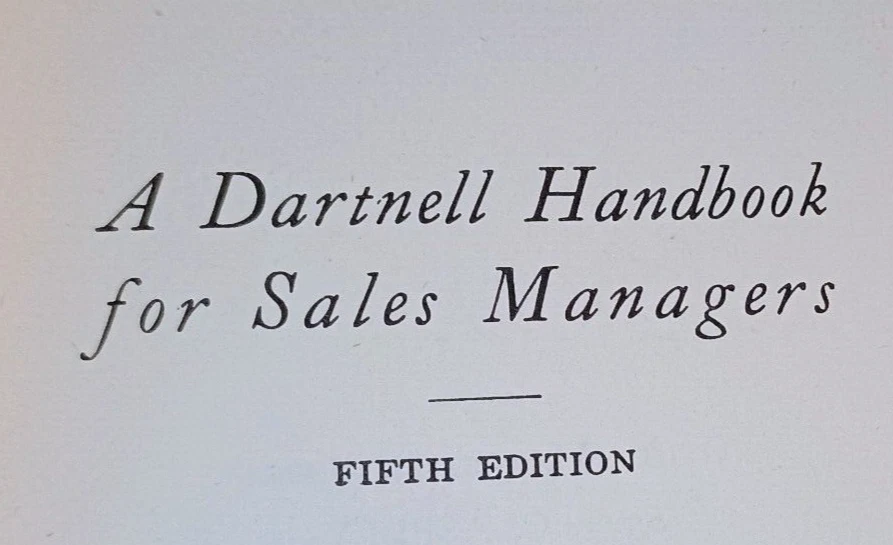 A Dartnell Handbook
for Sales Managers
FIFTH EDITION